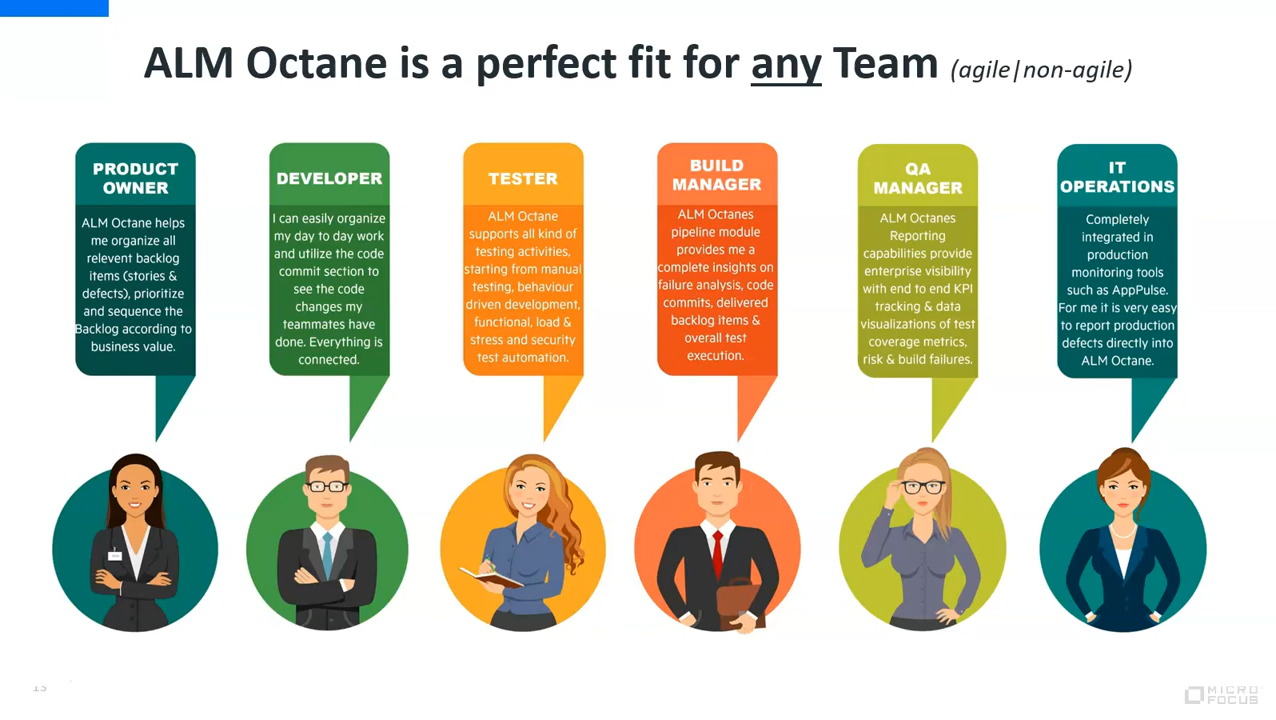 ALM Octane is a perfect fit for any Team (agile|non-agile)
PRODUCT
OWNER
ALM Octane helps
me organize all
relevent backlog
items (stories &
defects), prioritize
and sequence the
Backlog according to
business value.
DEVELOPER
I can easily organize
my day to day work
and utilize the code
commit section to
see the code
changes my
teammates have
done. Everything is
connected.
TESTER
ALM Octane
supports all kind of
testing activities,
starting from manual
testing, behaviour
driven development,
functional, load &
stress and security
test automation.
BUILD
MANAGER
ALM Octanes
pipeline module
provides me a
complete insights on
failure analysis, code
commits, delivered
backlog items &
overall test
execution.
QA
MANAGER
ALM Octanes
Reporting
capabilities provide
enterprise visibility
with end to end KPI
tracking & data
visualizations of test
coverage metrics,
risk & build failures.
IT
OPERATIONS
Completely
integrated in
production
monitoring tools
such as AppPulse.
For me it is very easy
to report production
defects directly into
ALM Octane.
13
MICRO
FOCUS